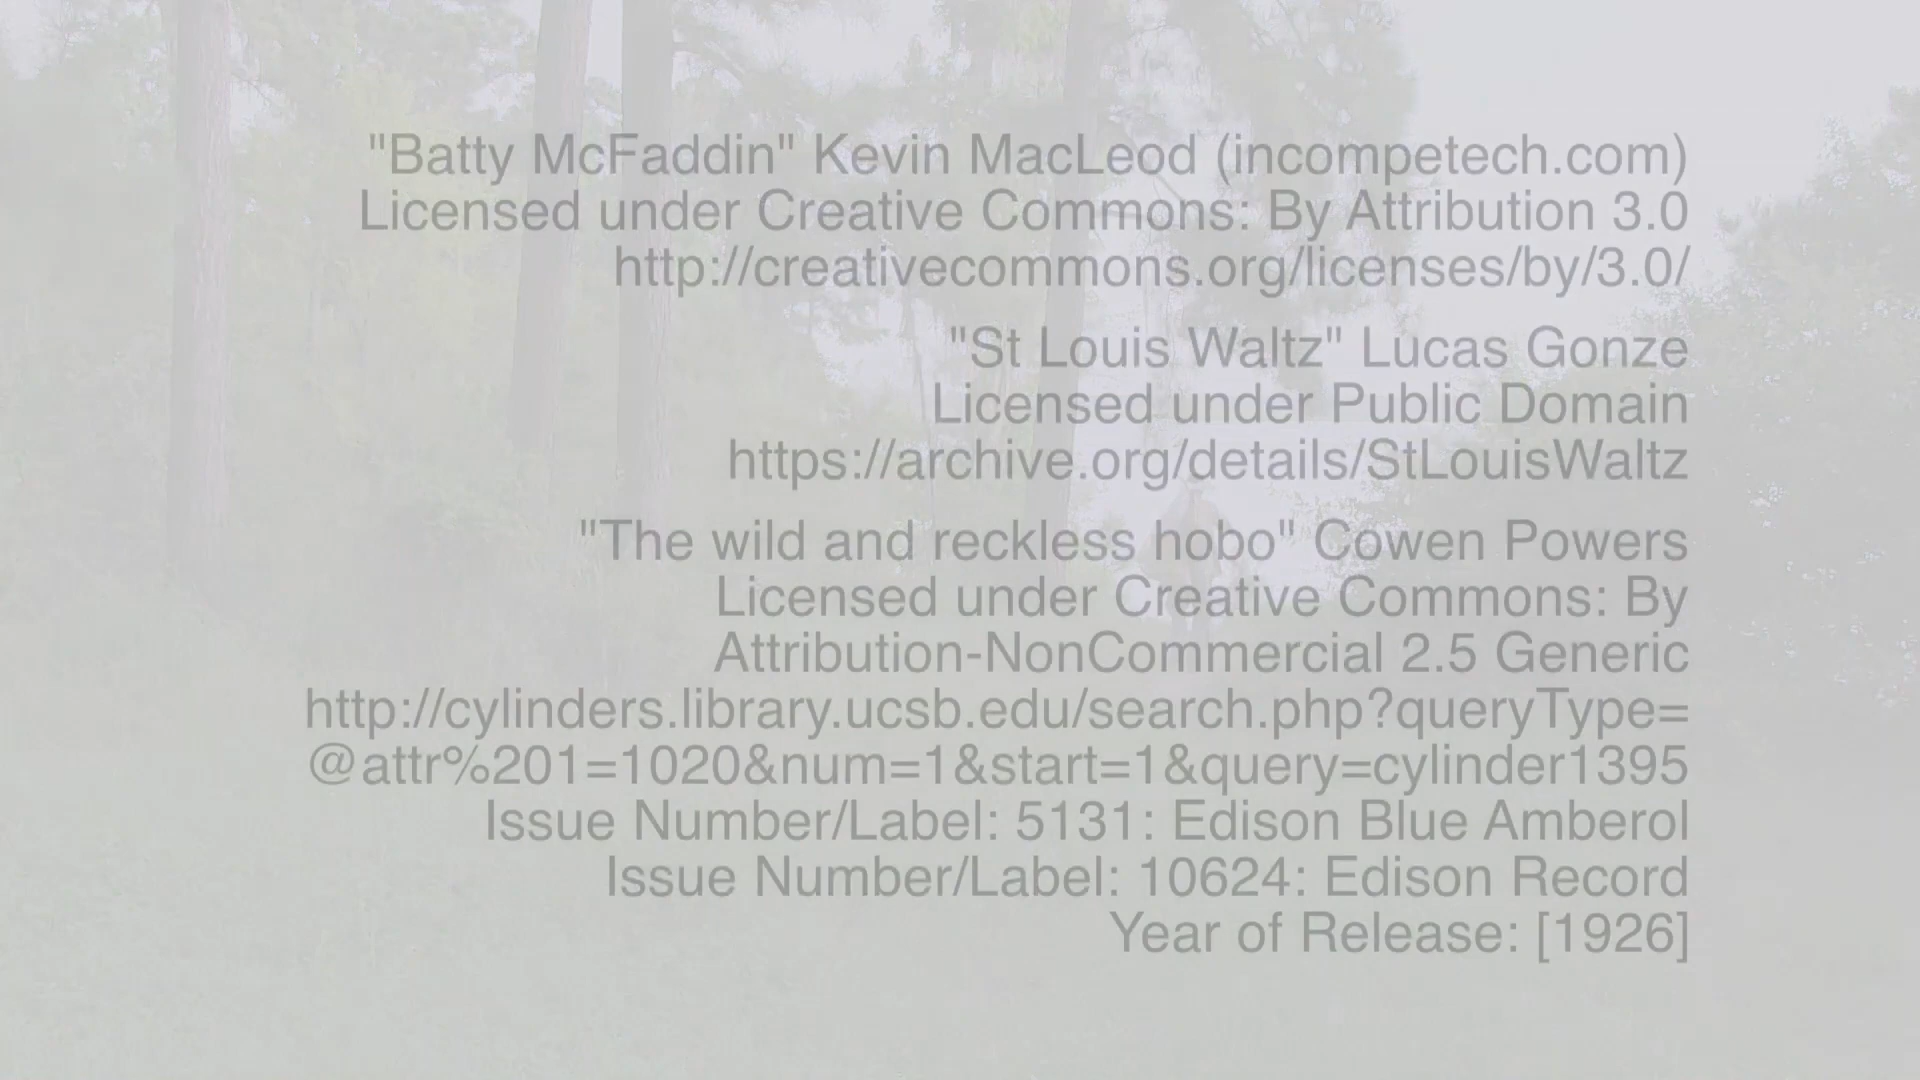 "Batty McFaddin" Kevin MacLeod (incompetech.com)
Licensed under Creative Commons: By Attribution 3.0
http://creativecommons.org/licenses/by/3.0/
"St Louis Waltz" Lucas Gonze
Licensed under Public Domain
https://archive.org/details/StLouisWaltz
"The wild and reckless hobo" Cowen Powers
Licensed under Creative Commons: By
Attribution-NonCommercial 2.5 Generic
http://cylinders.library.ucsb.edu/search.php?queryType=
@attr%201=1020&num=1&start=1&query=cylinder1395
Issue Number/Label: 5131: Edison Blue Amberol
Issue Number/Label: 10624: Edison Record
Year of Release: [1926]